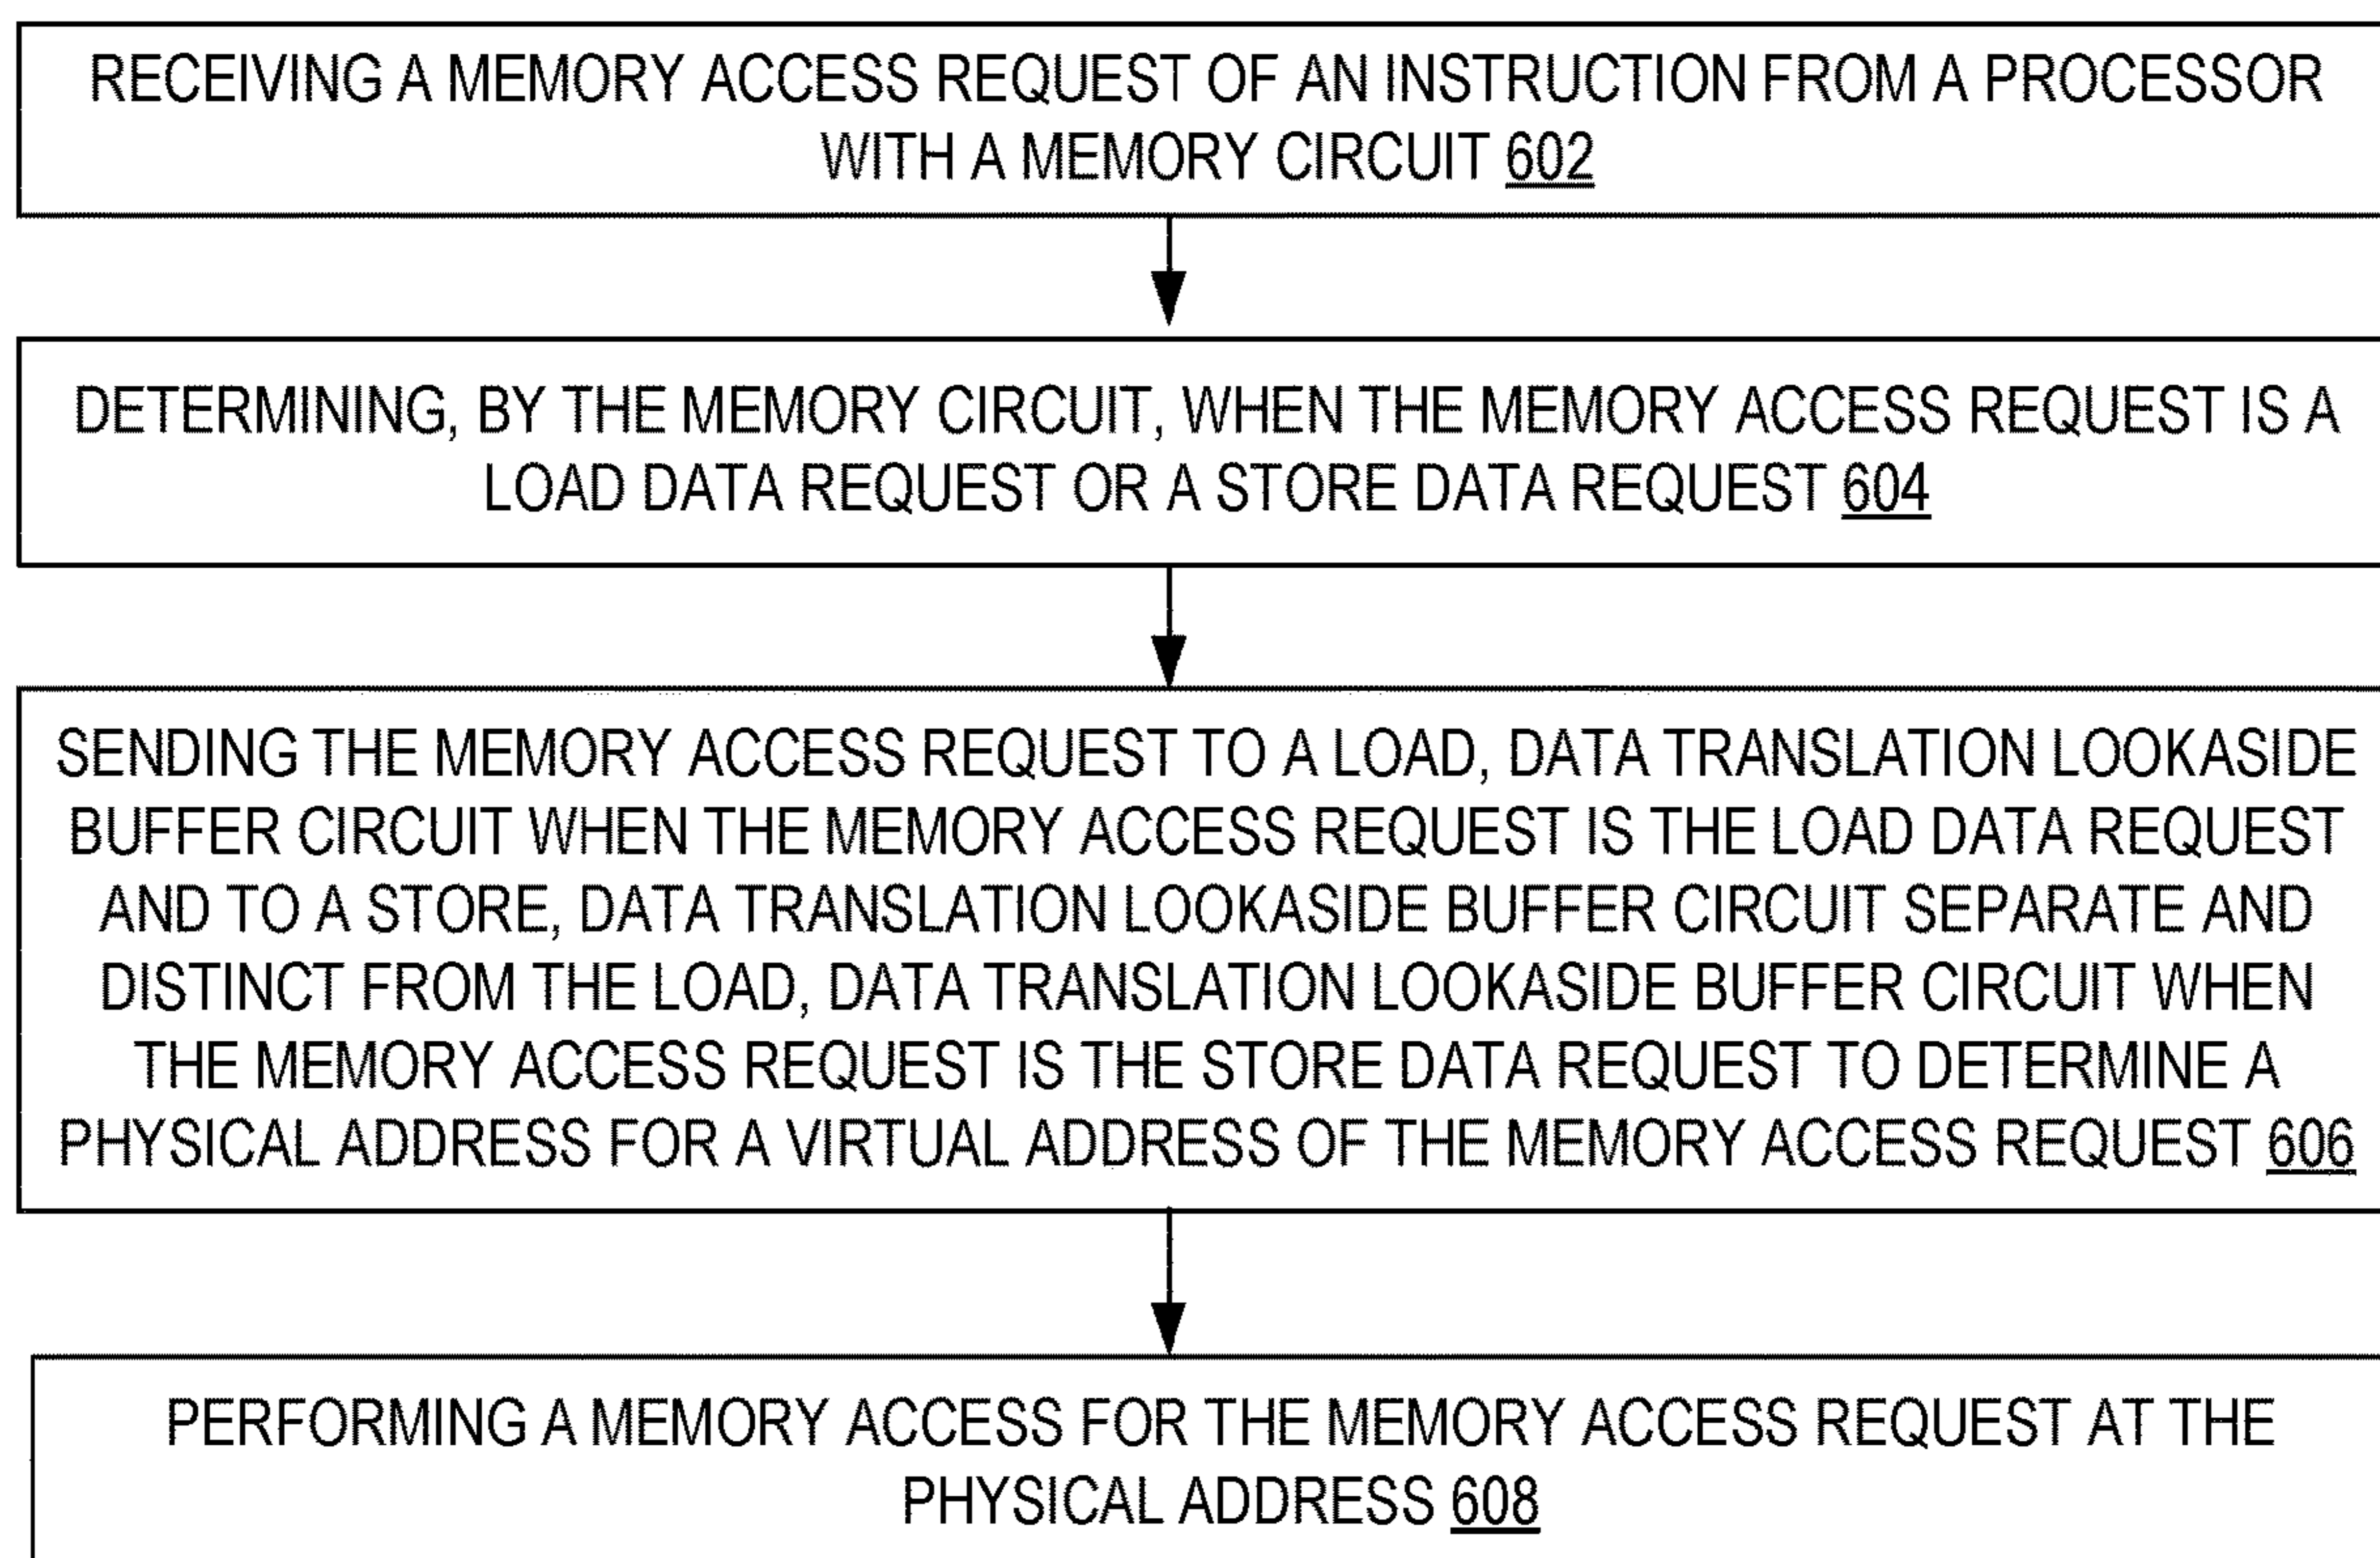 RECEIVING A MEMORY ACCESS REQUEST OF AN INSTRUCTION FROM A PROCESSOR
WITH A MEMORY CIRCUIT 602
DETERMINING, BY THE MEMORY CIRCUIT, WHEN THE MEMORY ACCESS REQUEST IS A
LOAD DATA REQUEST OR A STORE DATA REQUEST 604
SENDING THE MEMORY ACCESS REQUEST TO A LOAD, DATA TRANSLATION LOOKASIDE
BUFFER CIRCUIT WHEN THE MEMORY ACCESS REQUEST IS THE LOAD DATA REQUEST
AND TO A STORE, DATA TRANSLATION LOOKASIDE BUFFER CIRCUIT SEPARATE AND
DISTINCT FROM THE LOAD, DATA TRANSLATION LOOKASIDE BUFFER CIRCUIT WHEN
THE MEMORY ACCESS REQUEST IS THE STORE DATA REQUEST TO DETERMINE A
PHYSICAL ADDRESS FOR A VIRTUAL ADDRESS OF THE MEMORY ACCESS REQUEST 606
PERFORMING A MEMORY ACCESS FOR THE MEMORY ACCESS REQUEST AT THE
PHYSICAL ADDRESS 608